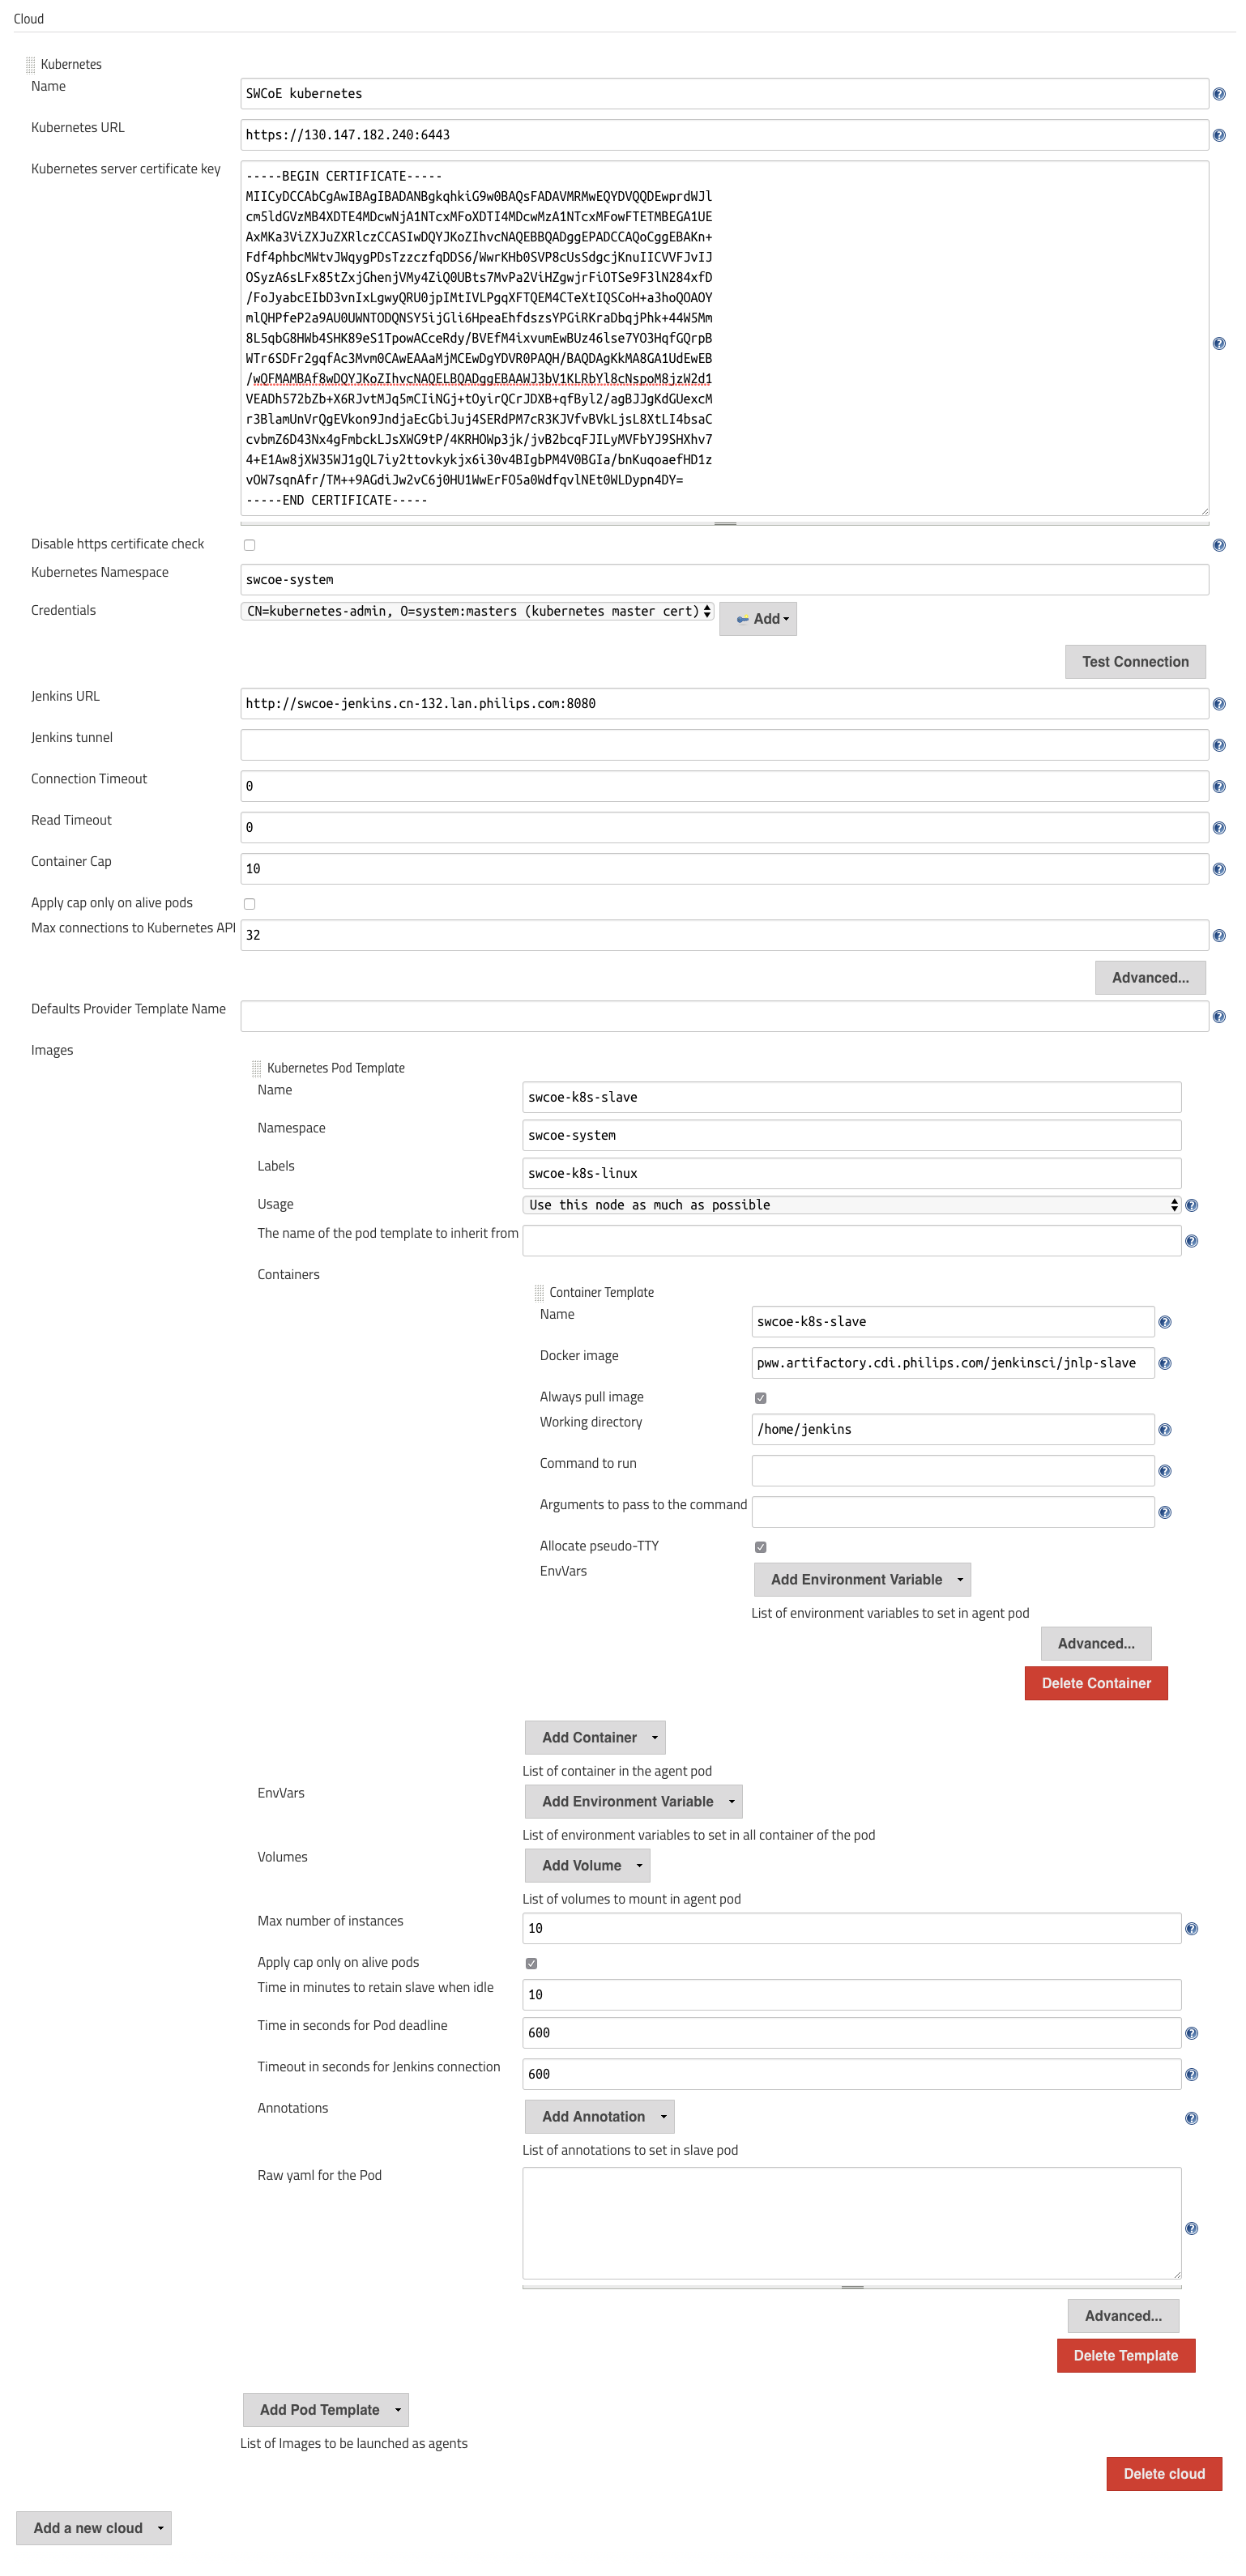 Cloud
Kubernetes
Name
SWCoE kubernetes
Kubernetes URL
https://130.147.182.240:6443
Kubernetes server certificate key
-----BEGIN CERTIFICATE-----
MIICyDCCAbCgAwIBAgIBADANBgkqhkiG9w0BAQsFADAVMRMwEQYDVQQDEwprdWJl
cm5ldGVzMB4XDTE4MDcwNjA1NTcxMFoXDTI4MDcwMzA1NTcxMFowFTETMBEGA1UE
AxMKa3ViZXJuZXRlczCCASIwDQYJKoZIhvcNAQEBBQADggEPADCCAQoCggEBAKn+
Fdf4phbcMWtvJWqygPDsTzzczfqDDS6/WwrKHb0SVP8cUsSdgcjKnuIICVVFJvIJ
OSyzA6sLFx85tZxjGhenjVMy4ZiQ0UBts7MvPa2ViHZgwjrFiOTSe9F3lN284xfD
/FoJyabcEIbD3vnIxLgwyQRU0jpIMtIVLPgqXFTQEM4CTeXtIQSCoH+a3hoQOAOY
mlQHPfeP2a9AU0UWNTODQNSY5ijGli6HpeaEhfdszsYPGiRKraDbqjPhk+44W5Mm
8L5qbG8HWb4SHK89eS1TpowACceRdy/BVEfM4ixvumEwBUz46lse7YO3HqfGQrpB
WTr6SDFr2gqfAc3Mvm0CAwEAAaMjMCEwDgYDVR0PAQH/BAQDAgKkMA8GA1UdEwEB
/wQFMAMBAf8wDQYJKoZIhvcNAQELBQADggEBAAWJ3bV1KLRbYl8cNspoM8jzW2d1
VEADh572bZb+X6RJvtMJq5mCIiNGj+tOyirQCrJDXB+qfByl2/agBJJgKdGUexcM
r3BlamUnVrQgEVkon9JndjaEcGbiJuj4SERdPM7cR3KJVfvBVkLjsL8XtLI4bsaC
cvbmZ6D43Nx4gFmbckLJsXWG9tP/4KRHOWp3jk/jvB2bcqFJILyMVFbYJ9SHXhv7
4+E1Aw8jXW35WJ1gQL7iy2ttovkykjx6i30v4BIgbPM4V0BGIa/bnKuqoaefHD1z
vOW7sqnAfr/TM++9AGdiJw2vC6j0HU1WwErFO5a0WdfqvlNEt0WLDypn4DY=
-----END CERTIFICATE-----
Disable https certificate check
Kubernetes Namespace
swcoe-system
Credentials
CN=kubernetes-admin, O=system:masters (kubernetes master cert)
Add
Test Connection
Jenkins URL
http://swcoe-jenkins.cn-132.lan.philips.com:8080
Jenkins tunnel
Connection Timeout
0
Read Timeout
0
Container Cap
10
Apply cap only on alive pods
Max connections to Kubernetes API
32
Advanced...
Defaults Provider Template Name
Images
Kubernetes Pod Template
Name
swcoe-k8s-slave
Namespace
swcoe-system
Labels
swcoe-k8s-linux
Usage
Use this node as much as possible
The name of the pod template to inherit from
Containers
Container Template
Name
swcoe-k8s-slave
Docker image
pww.artifactory.cdi.philips.com/jenkinsci/jnlp-slave
Always pull image
Working directory
/home/jenkins
Command to run
Arguments to pass to the command
Allocate pseudo-TTY
EnvVars
Add Environment Variable
List of environment variables to set in agent pod
Advanced...
Delete Container
Add Container
List of container in the agent pod
EnvVars
Add Environment Variable
List of environment variables to set in all container of the pod
Volumes
Add Volume
List of volumes to mount in agent pod
Max number of instances
10
Apply cap only on alive pods
Time in minutes to retain slave when idle
10
Time in seconds for Pod deadline
600
Timeout in seconds for Jenkins connection
600
Annotations
Add Annotation
List of annotations to set in slave pod
Raw yaml for the Pod
Advanced...
Delete Template
Add Pod Template
List of Images to be launched as agents
Delete cloud
Add a new cloud